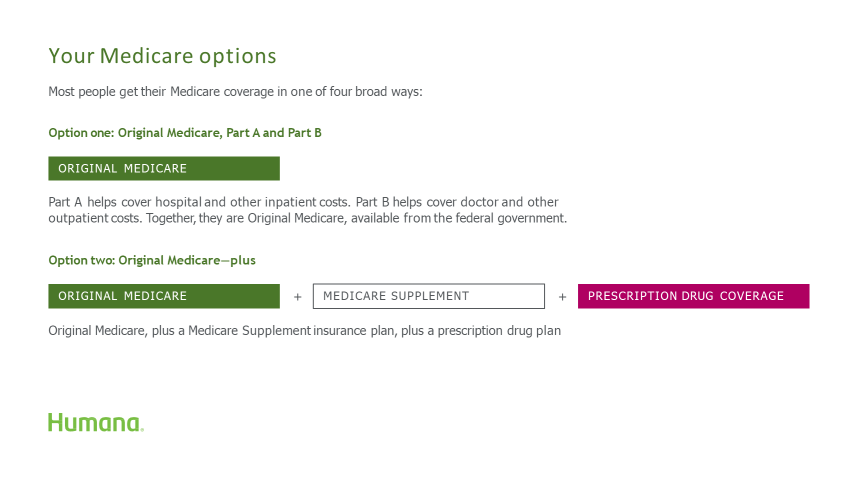 Your Medicare options
Most people get their Medicare coverage in one of four broad ways:
Option one: Original Medicare, Part A and Part B
ORIGINAL MEDICARE
Part A helps cover hospital and other inpatient costs. Part B helps cover doctor and other
outpatient costs. Together, they are Original Medicare, available from the federal government.
Option two: Original Medicare—plus
ORIGINAL MEDICARE + MEDICARE SUPPLEMENT + PRESCRIPTION DRUG COVERAGE
Original Medicare, plus a Medicare Supplement insurance plan, plus a prescription drug plan
Humana®